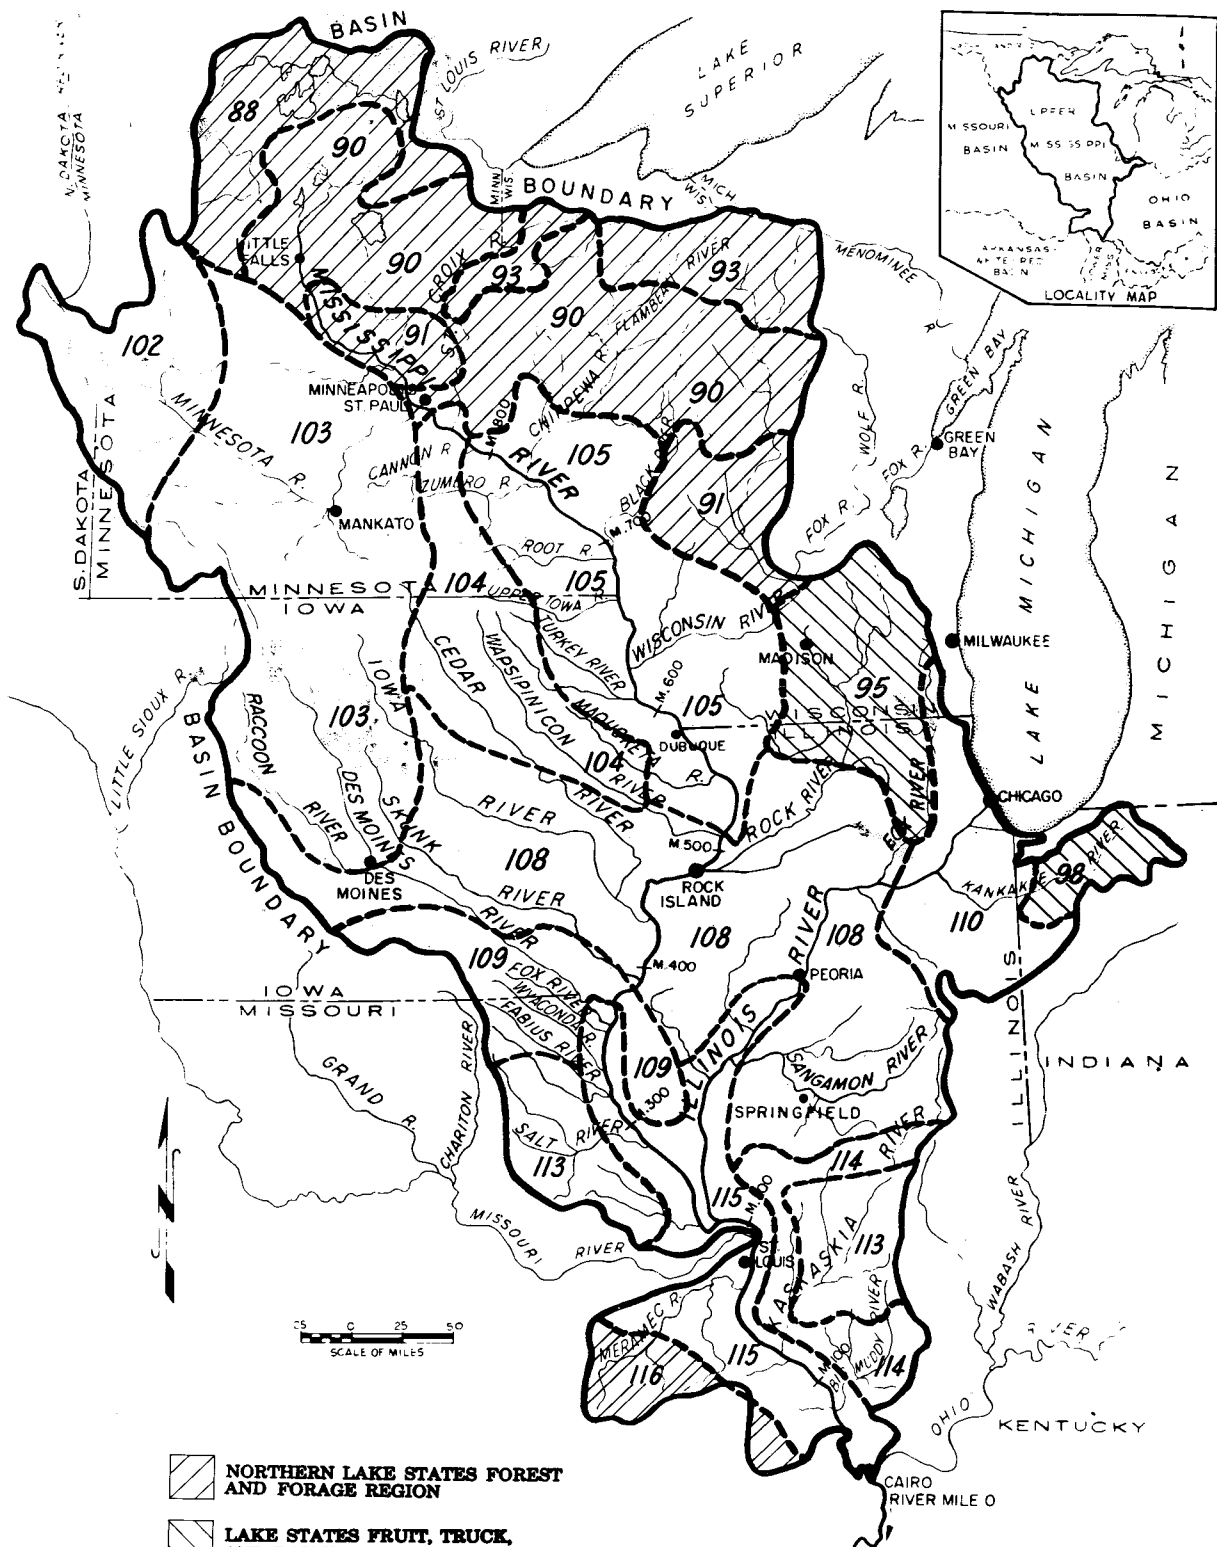 BASIN
ST LOUIS RIVER
LAKE
SUPERIOR
N. DAKOTA
MINNESOTA
88
90
MINN
WIS.
BOUNDARY
MICH
WIS.
UPPER
MISSISSIPPI
BASIN
MISSOURI
BASIN
OHIO
BASIN
LOCALITY MAP
LITTLE
FALLS
MISSISSIPPI
RIVER
90
ST. CROIX R.
93
90
FLAMBEAU RIVER
93
MENOMINEE
102
91
MINNEAPOLIS
ST. PAUL
MINNESOTA R.
103
M. 800
CHIPPEWA R.
90
WOLF R.
GREEN BAY
GREEN
BAY
FOX R.
CANNON R
ZUMBRO R.
105
BLACK RIVER
M. 700
91
FOX R.
MANKATO
S. DAKOTA
MINNESOTA
ROOT R.
MINNESOTA
IOWA
104
105
UPPER IOWA R.
LAKE MICHIGAN
MICHIGAN
TURKEY RIVER
WISCONSIN RIVER
MADISON
MILWAUKEE
LITTLE SIOUX R.
BASIN BOUNDARY
RACCOON
RIVER
103
IOWA
RIVER
CEDAR
RIVER
WAPSIPINICON
RIVER
MAQUOKETA
R.
M. 600
105
95
WISCONSIN
ILLINOIS
DUBUQUE
104
DES MOINES
RIVER
SKUNK
RIVER
ROCK RIVER
FOX RIVER
CHICAGO
DES
MOINES
108
M. 500
ROCK
ISLAND
KANKAKEE RIVER
98
110
108
108
109
M. 400
ILLINOIS RIVER
PEORIA
IOWA
MISSOURI
FOX RIVER
WYACONDA R.
FABIUS RIVER
109
M. 300
SANGAMON RIVER
SPRINGFIELD
ILLINOIS
INDIANA
GRAND R.
CHARITON RIVER
SALT RIVER
113
114
KASKASKIA RIVER
115
MISSOURI RIVER
ST.
LOUIS
113
WABASH RIVER
25 0 25 50
SCALE OF MILES
MERAMEC R.
116
115
M. 100
BIG MUDDY RIVER
114
OHIO RIVER
KENTUCKY
CAIRO
RIVER MILE 0
NORTHERN LAKE STATES FOREST
AND FORAGE REGION
LAKE STATES FRUIT, TRUCK,